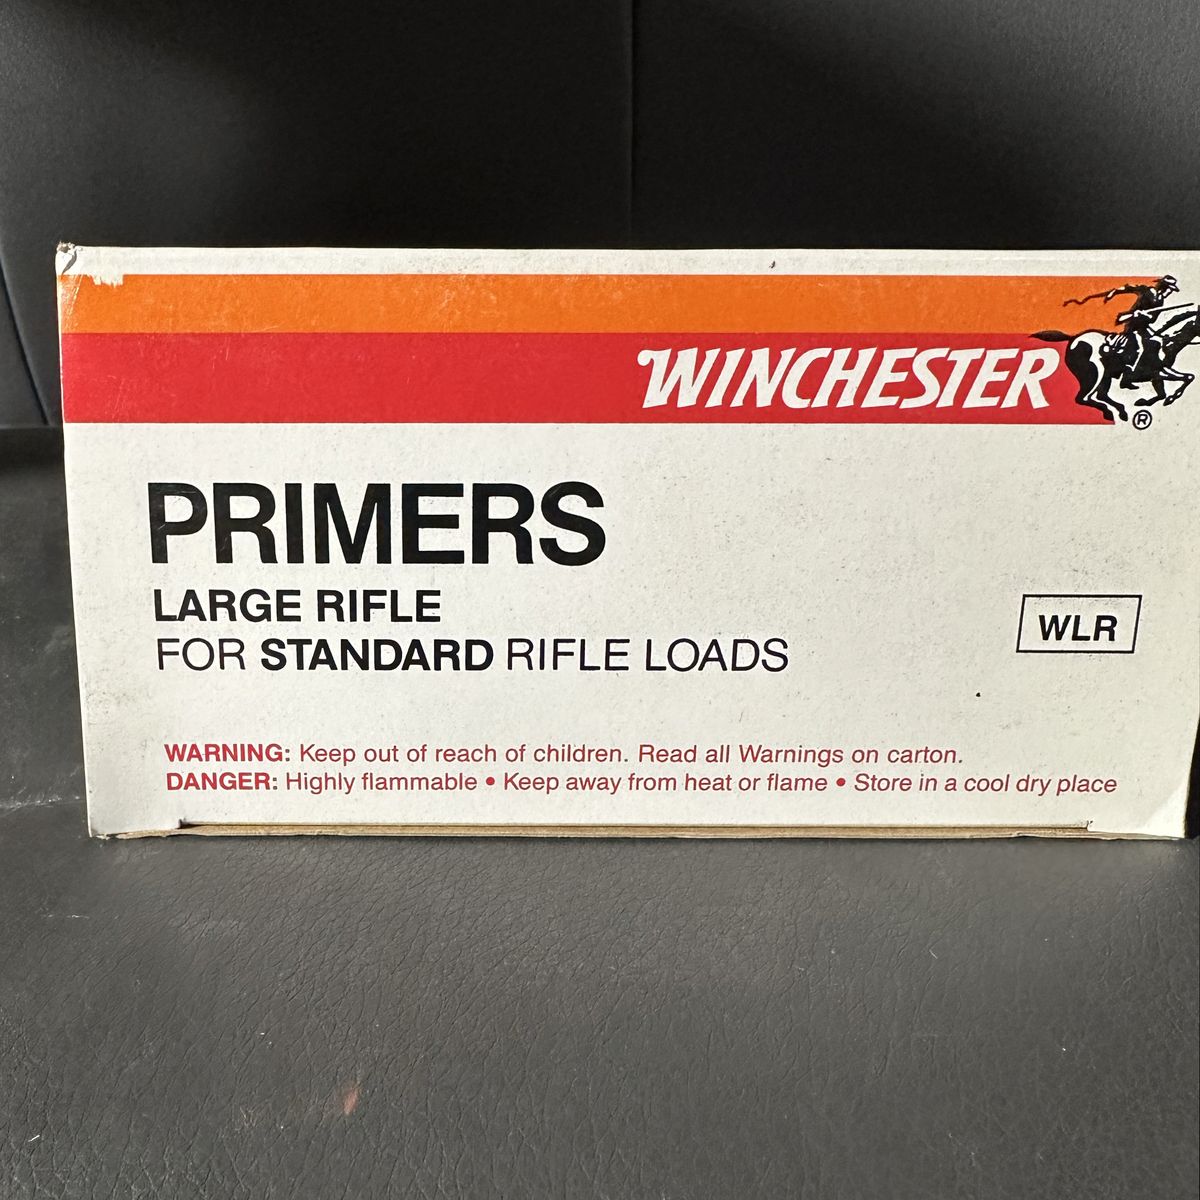 WINCHESTER
®
PRIMERS
LARGE RIFLE
FOR STANDARD RIFLE LOADS
WLR
WARNING: Keep out of reach of children. Read all Warnings on carton.
DANGER: Highly flammable • Keep away from heat or flame • Store in a cool dry place